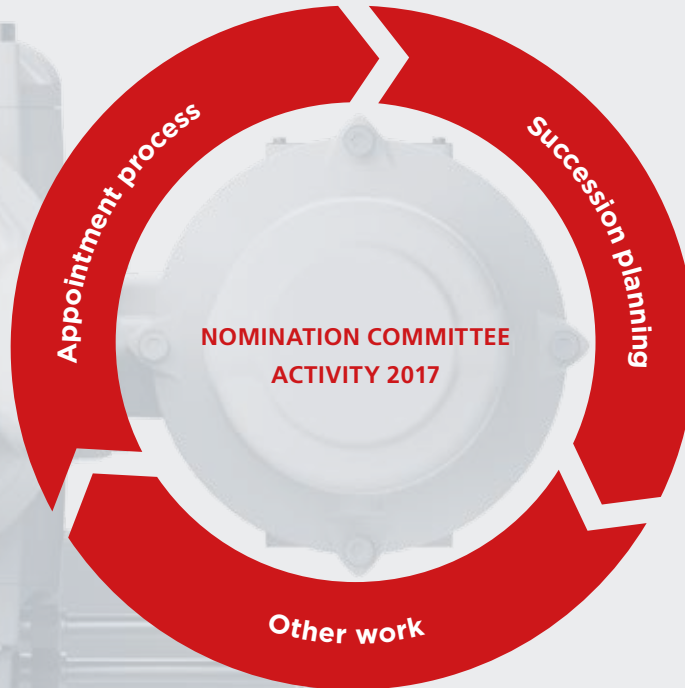 Appointment process
Succession planning
NOMINATION COMMITTEE
ACTIVITY 2017
Other work